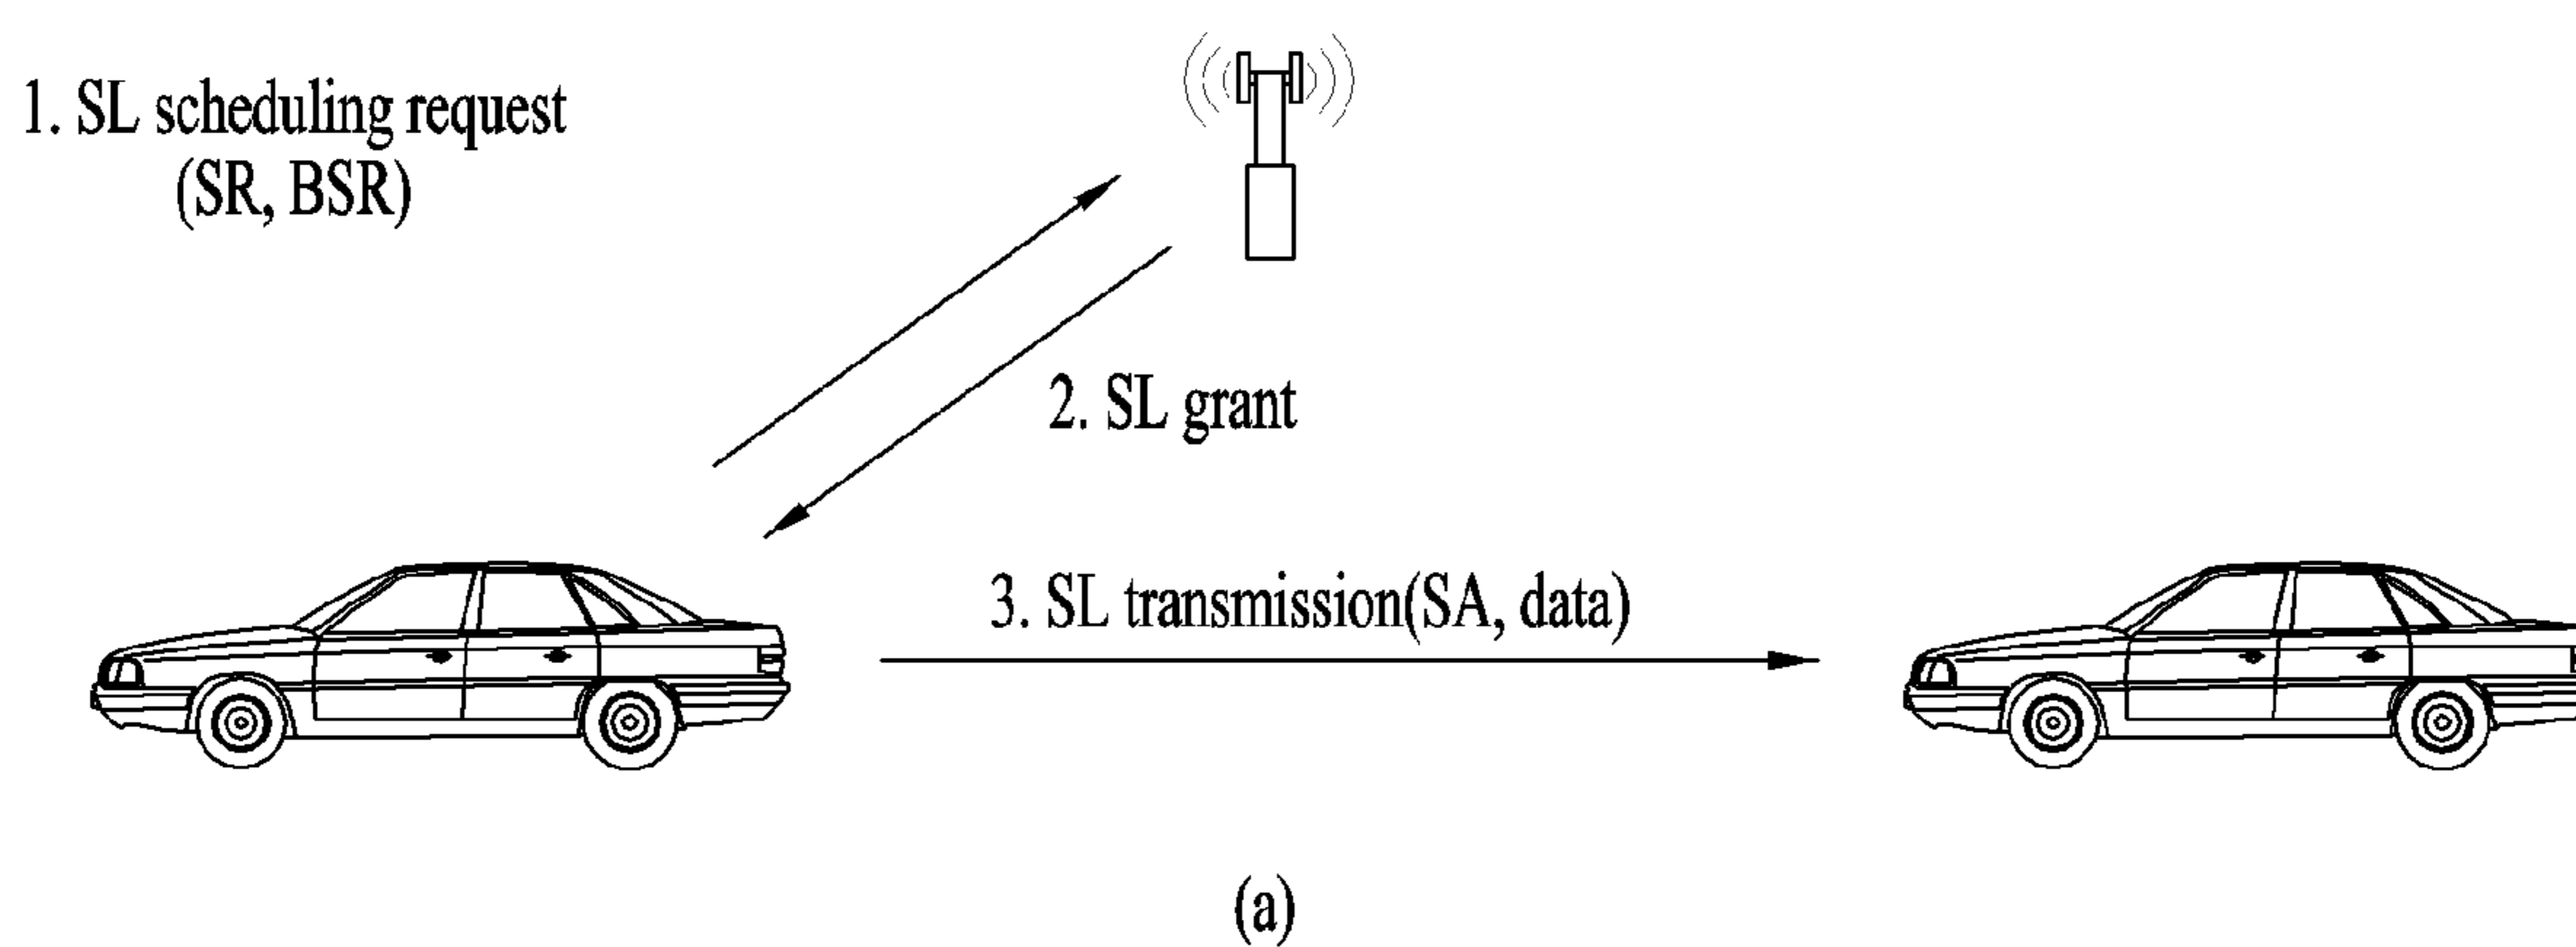 1. SL scheduling request
(SR, BSR)
2. SL grant
3. SL transmission(SA, data)
(a)